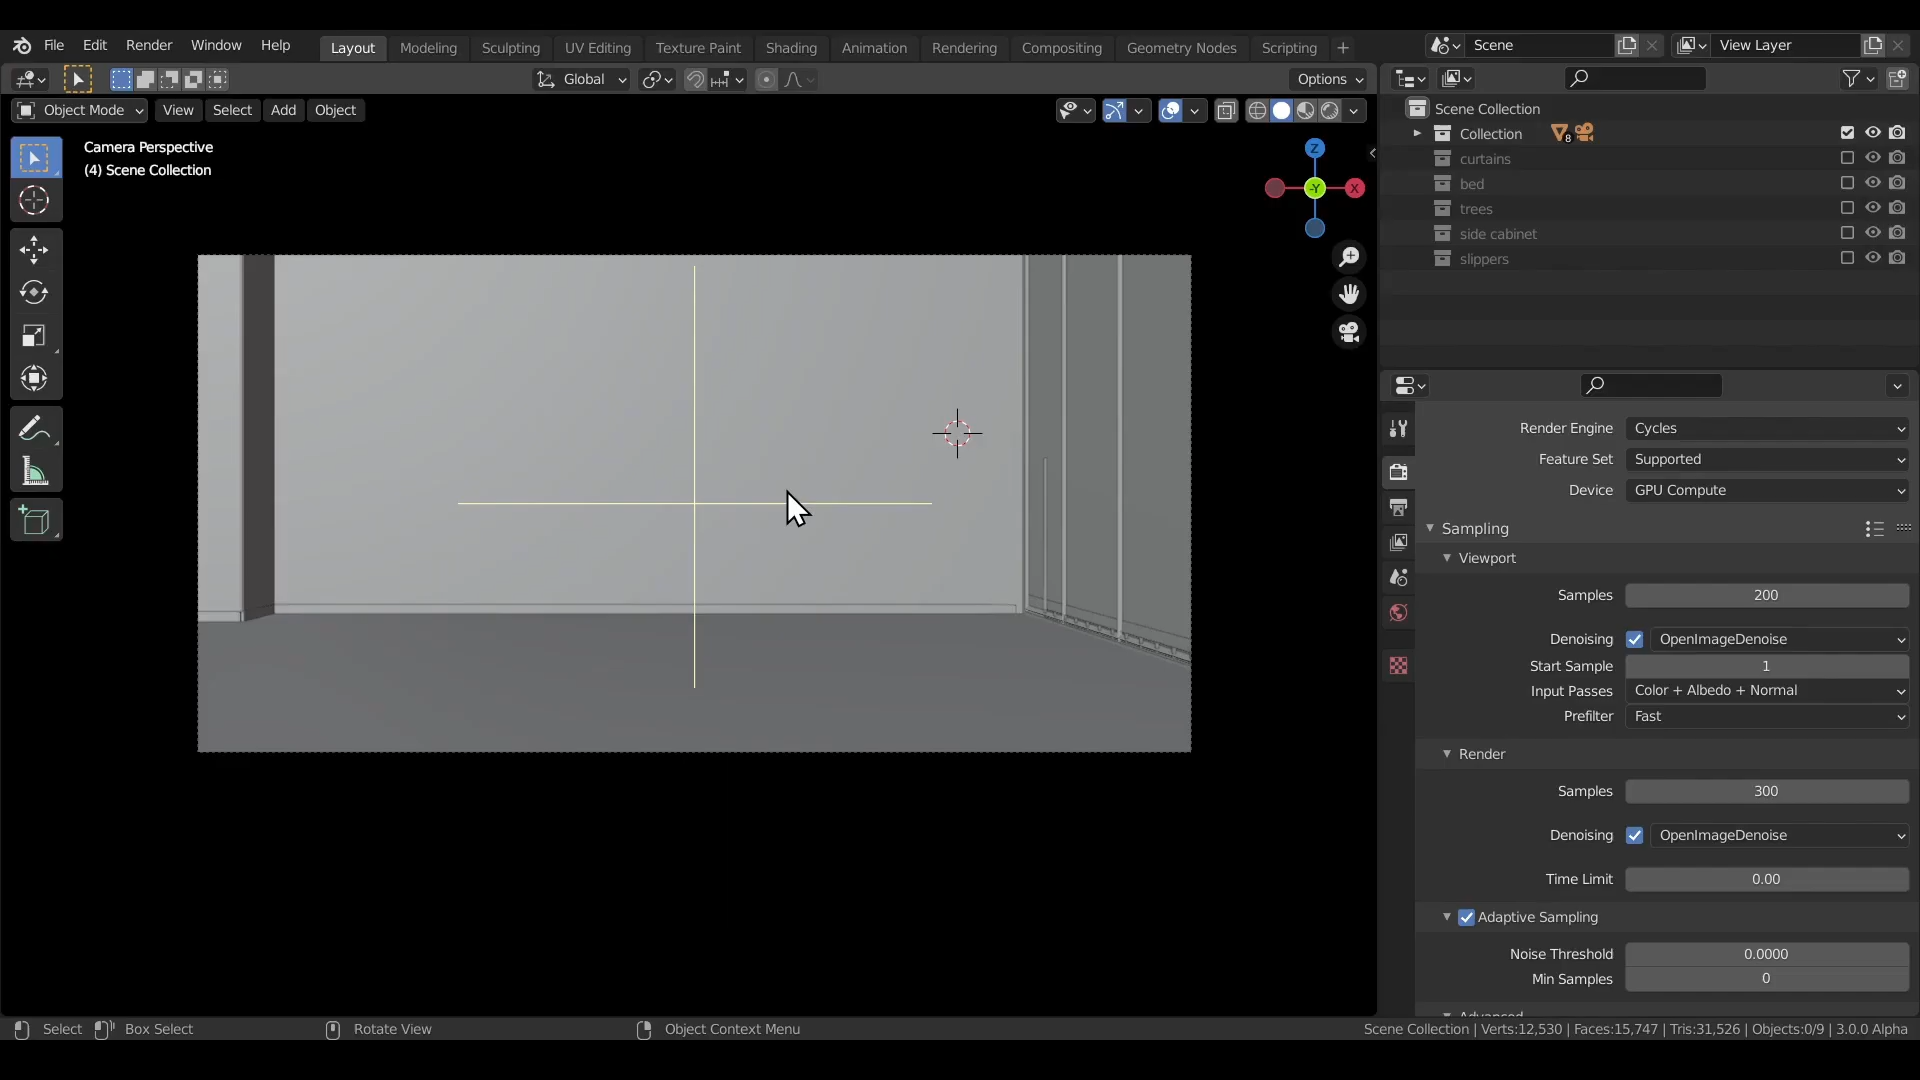 File Edit Render Window Help Layout Modeling Sculpting UV Editing Texture Paint Shading Animation Rendering Compositing Geometry Nodes Scripting + Scene View Layer
Global Options
Object Mode View Select Add Object
Camera Perspective
(4) Scene Collection
Z
-Y
X
Scene Collection
Collection 8
curtains
bed
trees
side cabinet
slippers
Render Engine Cycles
Feature Set Supported
Device GPU Compute
Sampling
Viewport
Samples 200
Denoising OpenImageDenoise
Start Sample 1
Input Passes Color + Albedo + Normal
Prefilter Fast
Render
Samples 300
Denoising OpenImageDenoise
Time Limit 0.00
Adaptive Sampling
Noise Threshold 0.0000
Min Samples 0
Advanced
Select Box Select Rotate View Object Context Menu Scene Collection | Verts:12,530 | Faces:15,747 | Tris:31,526 | Objects:0/9 | 3.0.0 Alpha